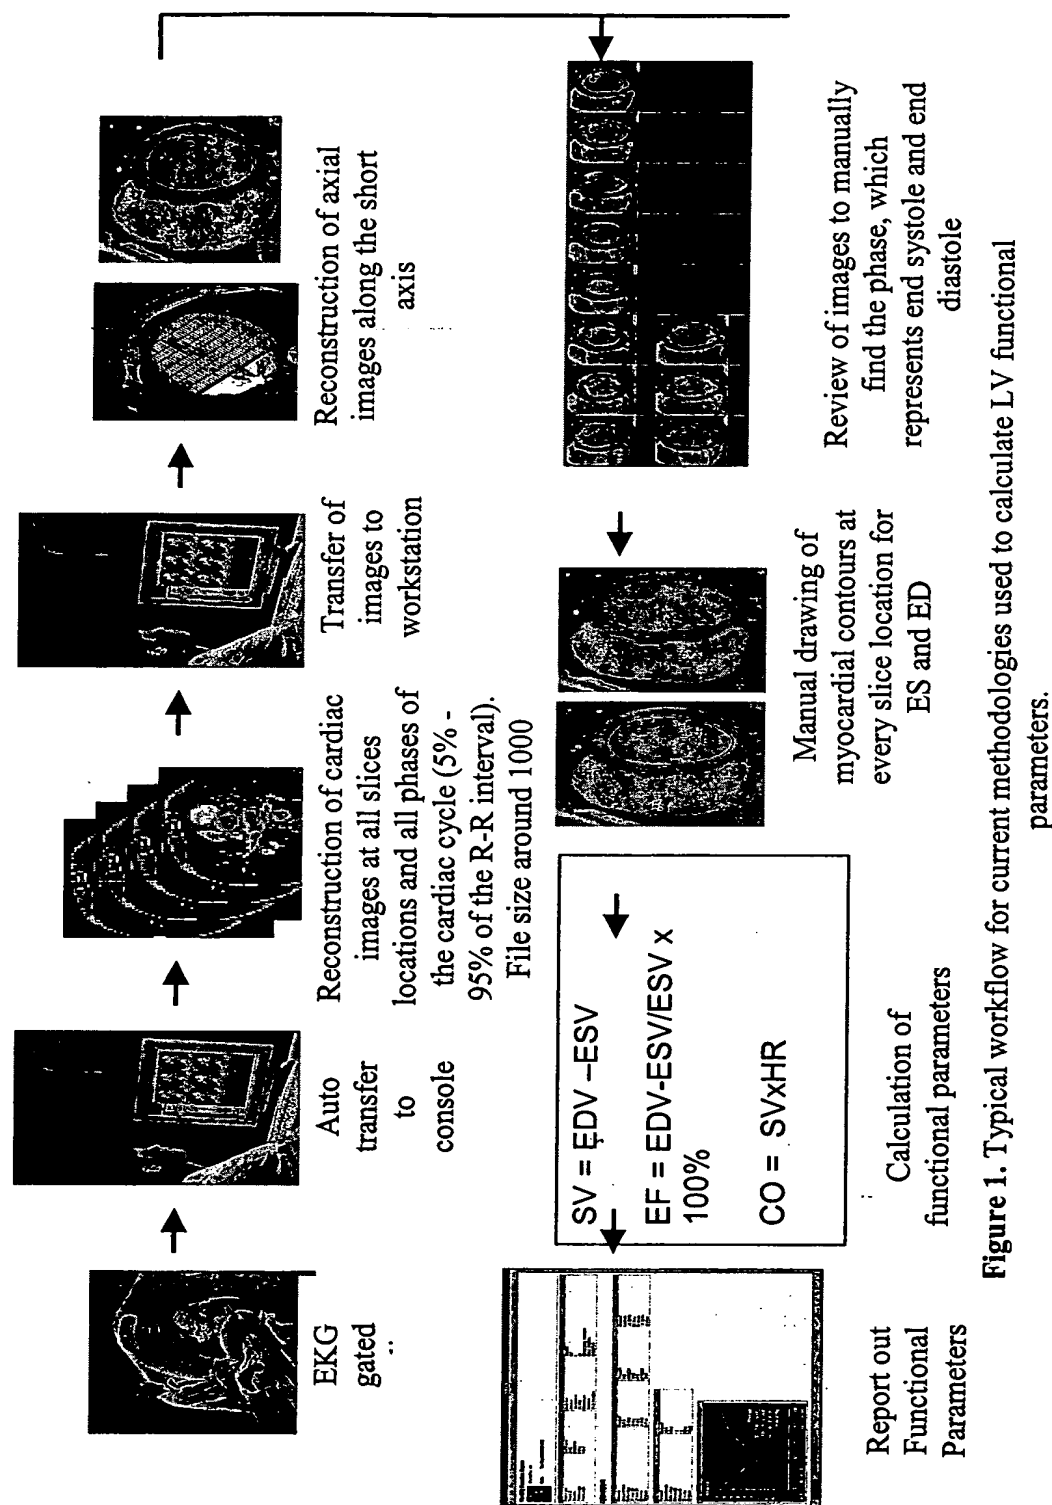 EKG
gated
Auto
transfer
to
console
Reconstruction of cardiac
images at all slices
locations and all phases of
the cardiac cycle (5% -
95% of the R-R interval).
File size around 1000
Transfer of
images to
workstation
Reconstruction of axial
images along the short
axis
Review of images to manually
find the phase, which
represents end systole and end
diastole
Manual drawing of
myocardial contours at
every slice location for
ES and ED
SV = EDV –ESV
EF = EDV-ESV/ESV x
100%
CO = SVxHR
Calculation of
functional parameters
Report out
Functional
Parameters
Figure 1. Typical workflow for current methodologies used to calculate LV functional
parameters.